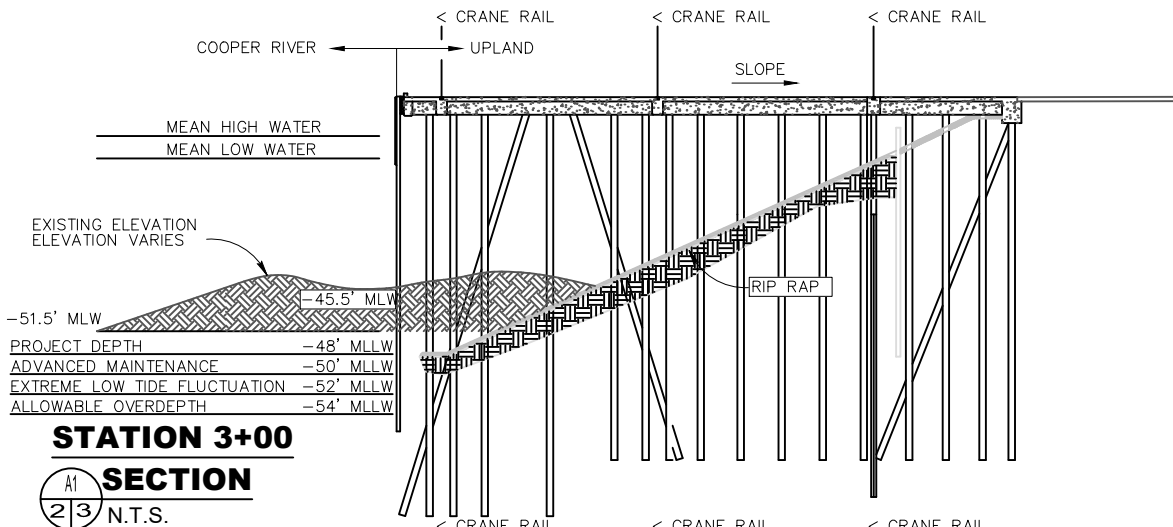 < CRANE RAIL
< CRANE RAIL
< CRANE RAIL
COOPER RIVER
UPLAND
SLOPE
MEAN HIGH WATER
MEAN LOW WATER
EXISTING ELEVATION
ELEVATION VARIES
-45.5' MLW
RIP RAP
-51.5' MLW
PROJECT DEPTH -48' MLLW
ADVANCED MAINTENANCE -50' MLLW
EXTREME LOW TIDE FLUCTUATION -52' MLLW
ALLOWABLE OVERDEPTH -54' MLLW
STATION 3+00
SECTION
A1
2 3
N.T.S.
< CRANE RAIL
< CRANE RAIL
< CRANE RAIL